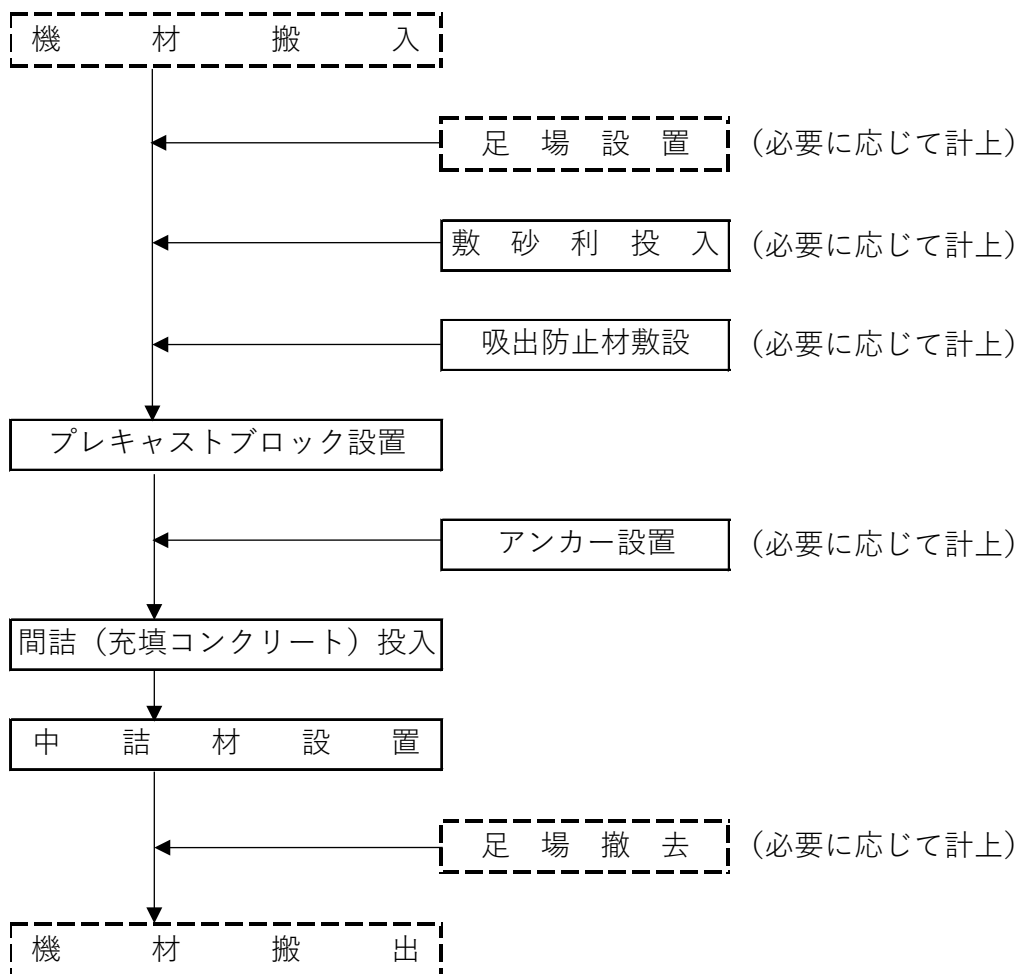 機材搬入
足場設置 （必要に応じて計上）
敷砂利投入 （必要に応じて計上）
吸出防止材敷設 （必要に応じて計上）
プレキャストブロック設置
アンカー設置 （必要に応じて計上）
間詰（充填コンクリート）投入
中詰材設置
足場撤去 （必要に応じて計上）
機材搬出